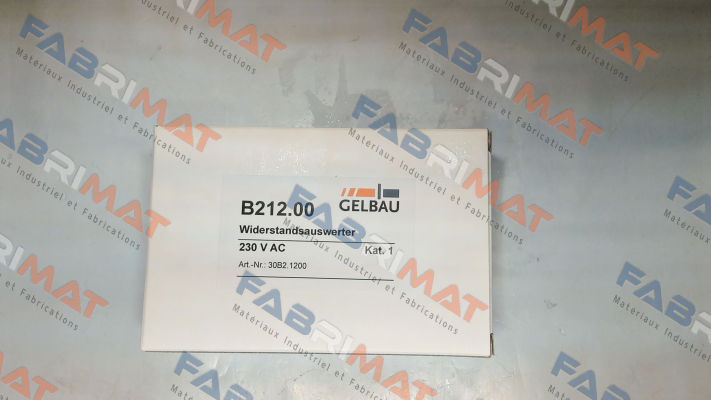 B212.00
GELBAU
Widerstandsauswerter
230 V AC Kat. 1
Art.-Nr.: 30B2.1200
FABRIMAT
Matériaux Industriel et Fabrications